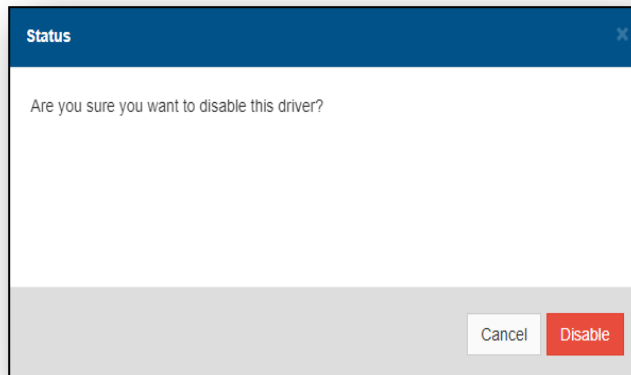 Status
×
Are you sure you want to disable this driver?
Cancel Disable